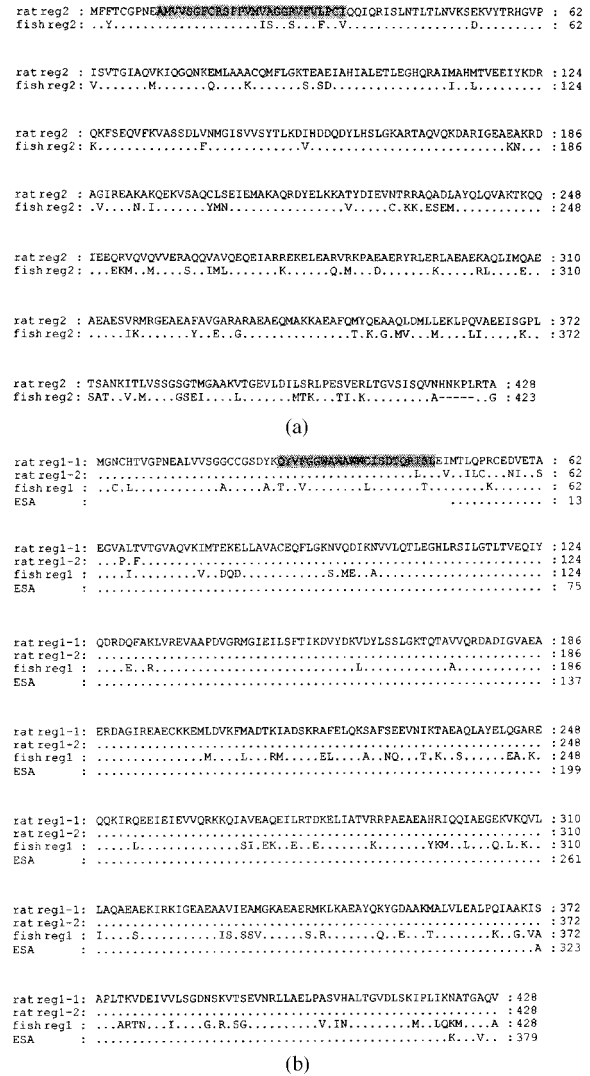 rat reg2 : MFFTCGPNEAMVVSGFCRSPPVMVAGGRVFVLPCIQQIQRISLNTLTLNVKSEKVYTRHGVP : 62
fish reg2 : ..Y...................IS..S...F..V.................D.......... : 62
rat reg2 : ISVTGIAQVKIQGQNKEMLAAACQMFLGKTEAEIAHIALETLEGHQRAIMAHMTVEEIYKDR : 124
fish reg2 : V.......M.......Q....K.......S.SD................I..L......... : 124
rat reg2 : QKFSEQVFKVASSDLVNMGISVVSYTLKDIHDDQDYLHSLGKARTAQVQKDARIGEAEAKRD : 186
fish reg2 : K...............F.............V..........................KN... : 186
rat reg2 : AGIREAKAKQEKVSAQCLSEIEMAKAQRDYELKKATYDIEVNTRRAQADLAYQLQVAKTKQQ : 248
fish reg2 : .V....N.I.......YMN................V......C.KK.ESEM........... : 248
rat reg2 : IEEQRVQVQVVERAQQVAVQEQEIARREKELEARVRKPAEAERYRLERLAEAEKAQLIMQAE : 310
fish reg2 : ...EKM..M.....S..IML........K.......Q.M...D.........RL....E... : 310
rat reg2 : AEAESVRMRGEAEAFAVGARARAEAEQMAKKAEAFQMYQEAAQLDMLLEKLPQVAEEISGPL : 372
fish reg2 : .....IK.......Y..E..G................T..K.G.MV...M....LI....K.. : 372
rat reg2 : TSANKITLVSSGSGTMGAAKVTGEVLDILSRLPESVERLTGVSISQVNHNKPLRTA : 428
fish reg2 : SAT..V.M....GSEI....L.......MTK...TI.K.........A-----..G : 423
(a)
rat reg1-1: MGNCHTVGPNEALVVSGGCCGSDYKQYVFGGWAWAWWCISDTQRISLEIMTLQPRCEDVETA : 62
rat reg1-2: ............................................L...V..ILC...NI..S : 62
fish reg1 : ..C.L.............A.....A.T..V.........L........T........K.... : 62
ESA : ............. : 13
rat reg1-1: EGVALTVTGVAQVKIMTEKELLAVACEQFLGKNVQDIKNVVLQTLEGHLRSILGTLTVEQIY : 124
rat reg1-2: ...P.F........................................................ : 124
fish reg1 : ....I.........V..DQD............S.ME..A....................... : 124
ESA : .............................................................. : 75
rat reg1-1: QDRDQFAKLVREVAAPDVGRMGIEILSFTIKDVYDKVDYLSSLGKTQTAVVQRDADIGVAEA : 186
rat reg1-2: .............................................................. : 186
fish reg1 : ....E..R...............................L.........A............ : 186
ESA : .............................................................. : 137
rat reg1-1: ERDAGIREAECKKEMLDVKFMADTKIADSKRAFELQKSAFSEEVNIKTAEAQLAYELQGARE : 248
rat reg1-2: .............................................................. : 248
fish reg1 : ..............M....L...RM.....EL....A..NQ...T.K..S.......EA.K. : 248
ESA : .............................................................. : 199
rat reg1-1: QQKIRQEEIEIEVVQRKKQIAVEAQEILRTDKELIATVRRPAEAEAHRIQQIAEGEKVKQVL : 310
rat reg1-2: .............................................................. : 310
fish reg1 : .....L.............SI.EK..E..E.......K........YKM..L...Q.L.K.. : 310
ESA : .............................................................. : 261
rat reg1-1: LAQAEAEKIRKIGEAEAAVIEAMGKAEAERMKLKAEAYQKYGDAAKMALVLEALPQIAAKIS : 372
rat reg1-2: .............................................................. : 372
fish reg1 : I....S...........IS.SSV......S.R.......Q..E...T........K..G.VA : 372
ESA : .............................................................A : 323
rat reg1-1: APLTKVDEIVVLSGDNSKVTSEVNRLLAELPASVHALTGVDLSKIPLIKNATGAQV : 428
rat reg1-2: ........................................................ : 428
fish reg1 : ...ARTN...I....G.R.SG..........V.IN.........M..LQKM...A : 428
ESA : .................................................K...V.. : 379
(b)